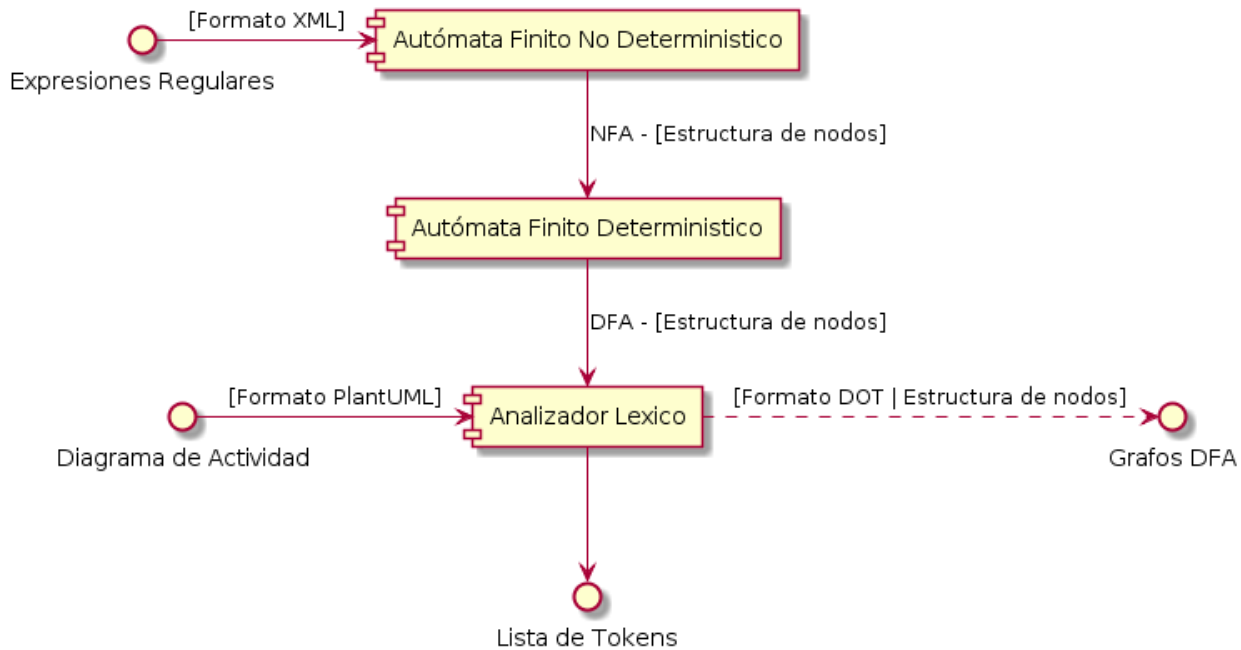 [Formato XML]
Autómata Finito No Deterministico
Expresiones Regulares
NFA - [Estructura de nodos]
Autómata Finito Deterministico
DFA - [Estructura de nodos]
[Formato PlantUML]
Analizador Lexico
[Formato DOT | Estructura de nodos]
Diagrama de Actividad
Grafos DFA
Lista de Tokens